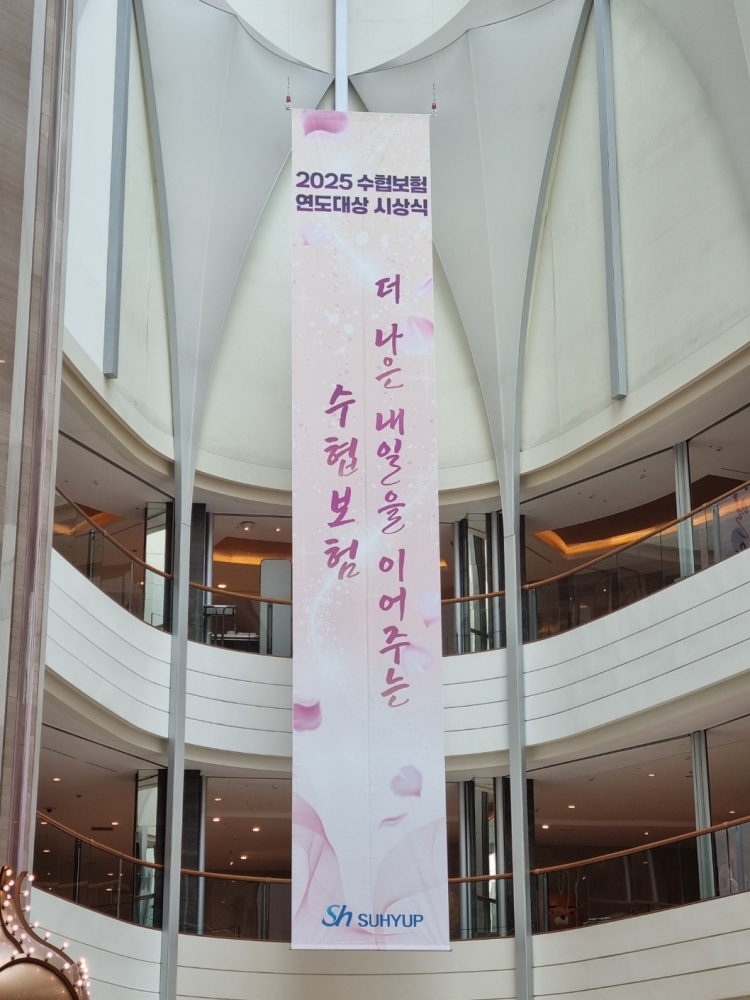 2025 수협보험
연도대상 시상식
더 나은 내일을 이어주는
수협보험
Sh SUHYUP